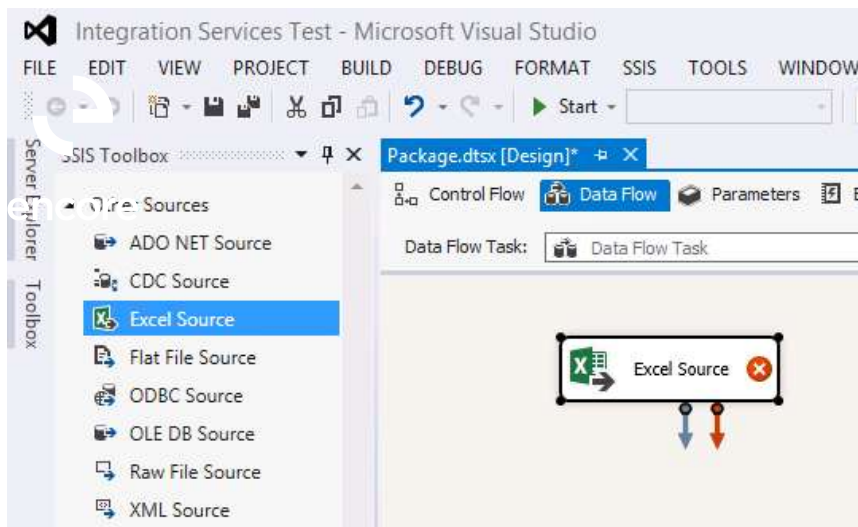 Integration Services Test - Microsoft Visual Studio
FILE EDIT VIEW PROJECT BUILD DEBUG FORMAT SSIS TOOLS WINDOW
Start
Server Explorer
Toolbox
SSIS Toolbox
encore
Sources
ADO NET Source
CDC Source
Excel Source
Flat File Source
ODBC Source
OLE DB Source
Raw File Source
XML Source
Package.dtsx [Design]*
Control Flow Data Flow Parameters E
Data Flow Task: Data Flow Task
Excel Source